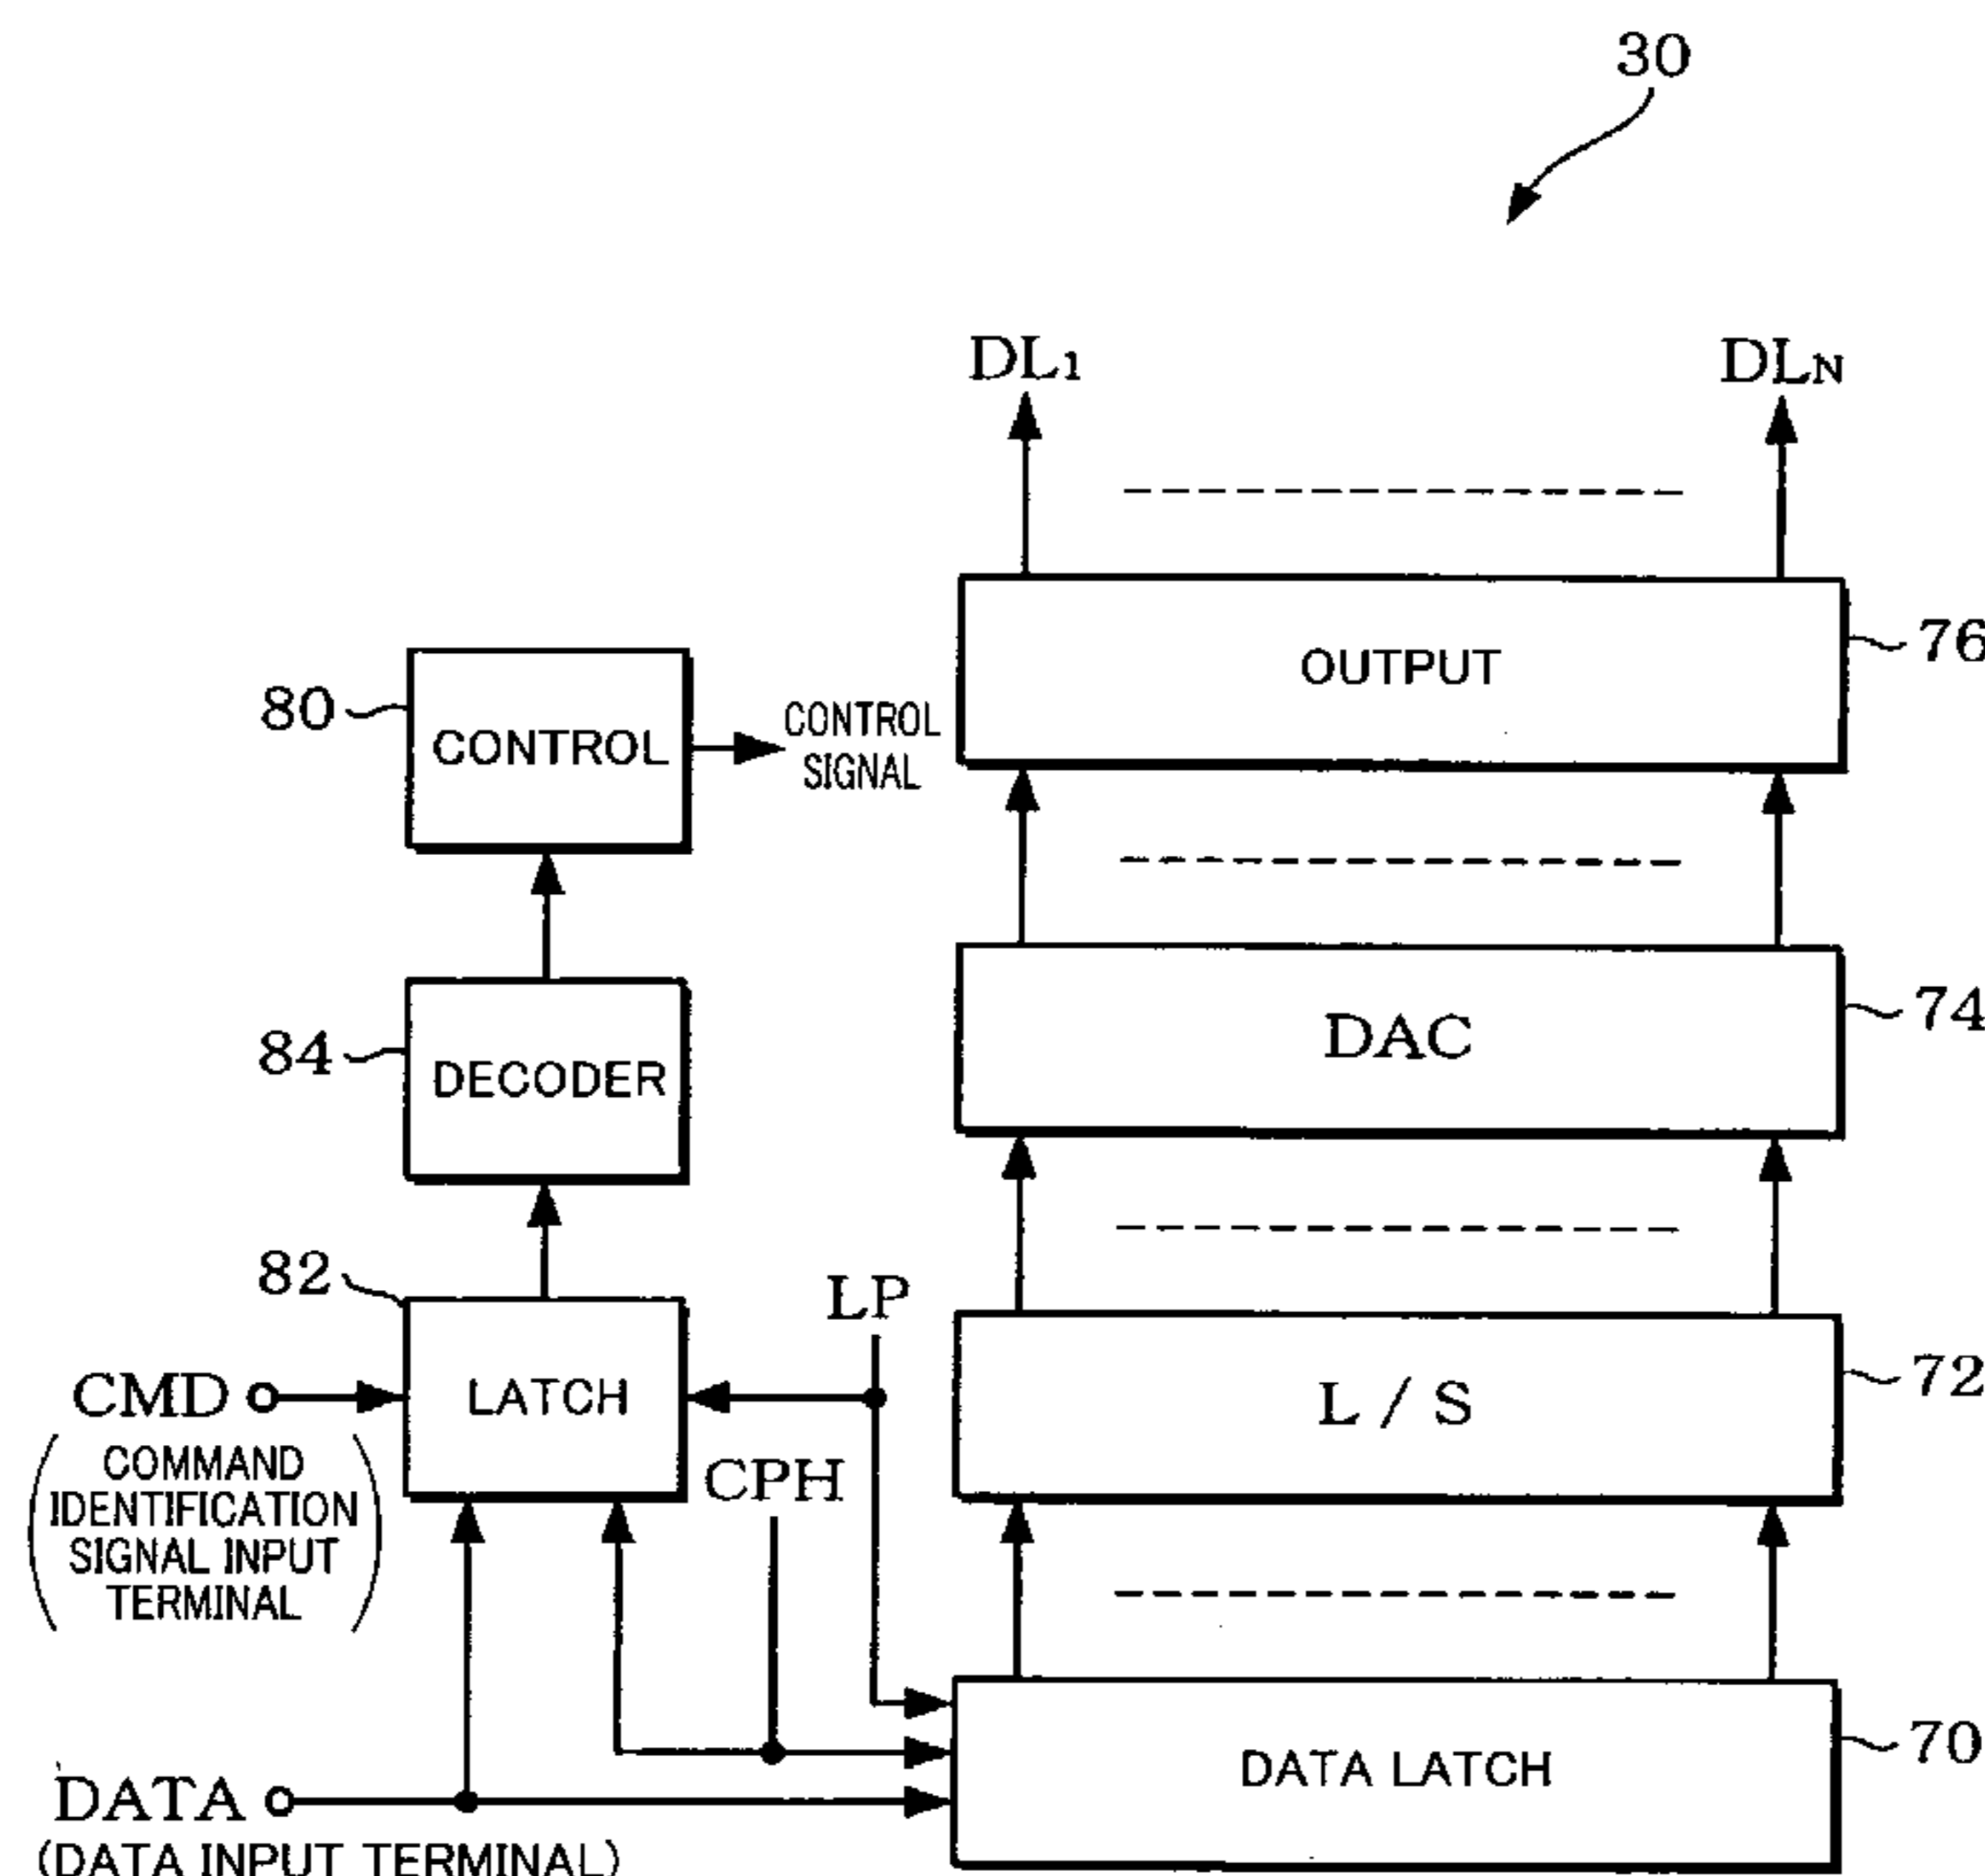 30
DL1
DLN
OUTPUT
76
80
CONTROL
CONTROL
SIGNAL
DAC
74
84
DECODER
82
LP
LATCH
L / S
72
CMD
COMMAND
IDENTIFICATION
SIGNAL INPUT
TERMINAL
CPH
DATA LATCH
70
DATA
(DATA INPUT TERMINAL)